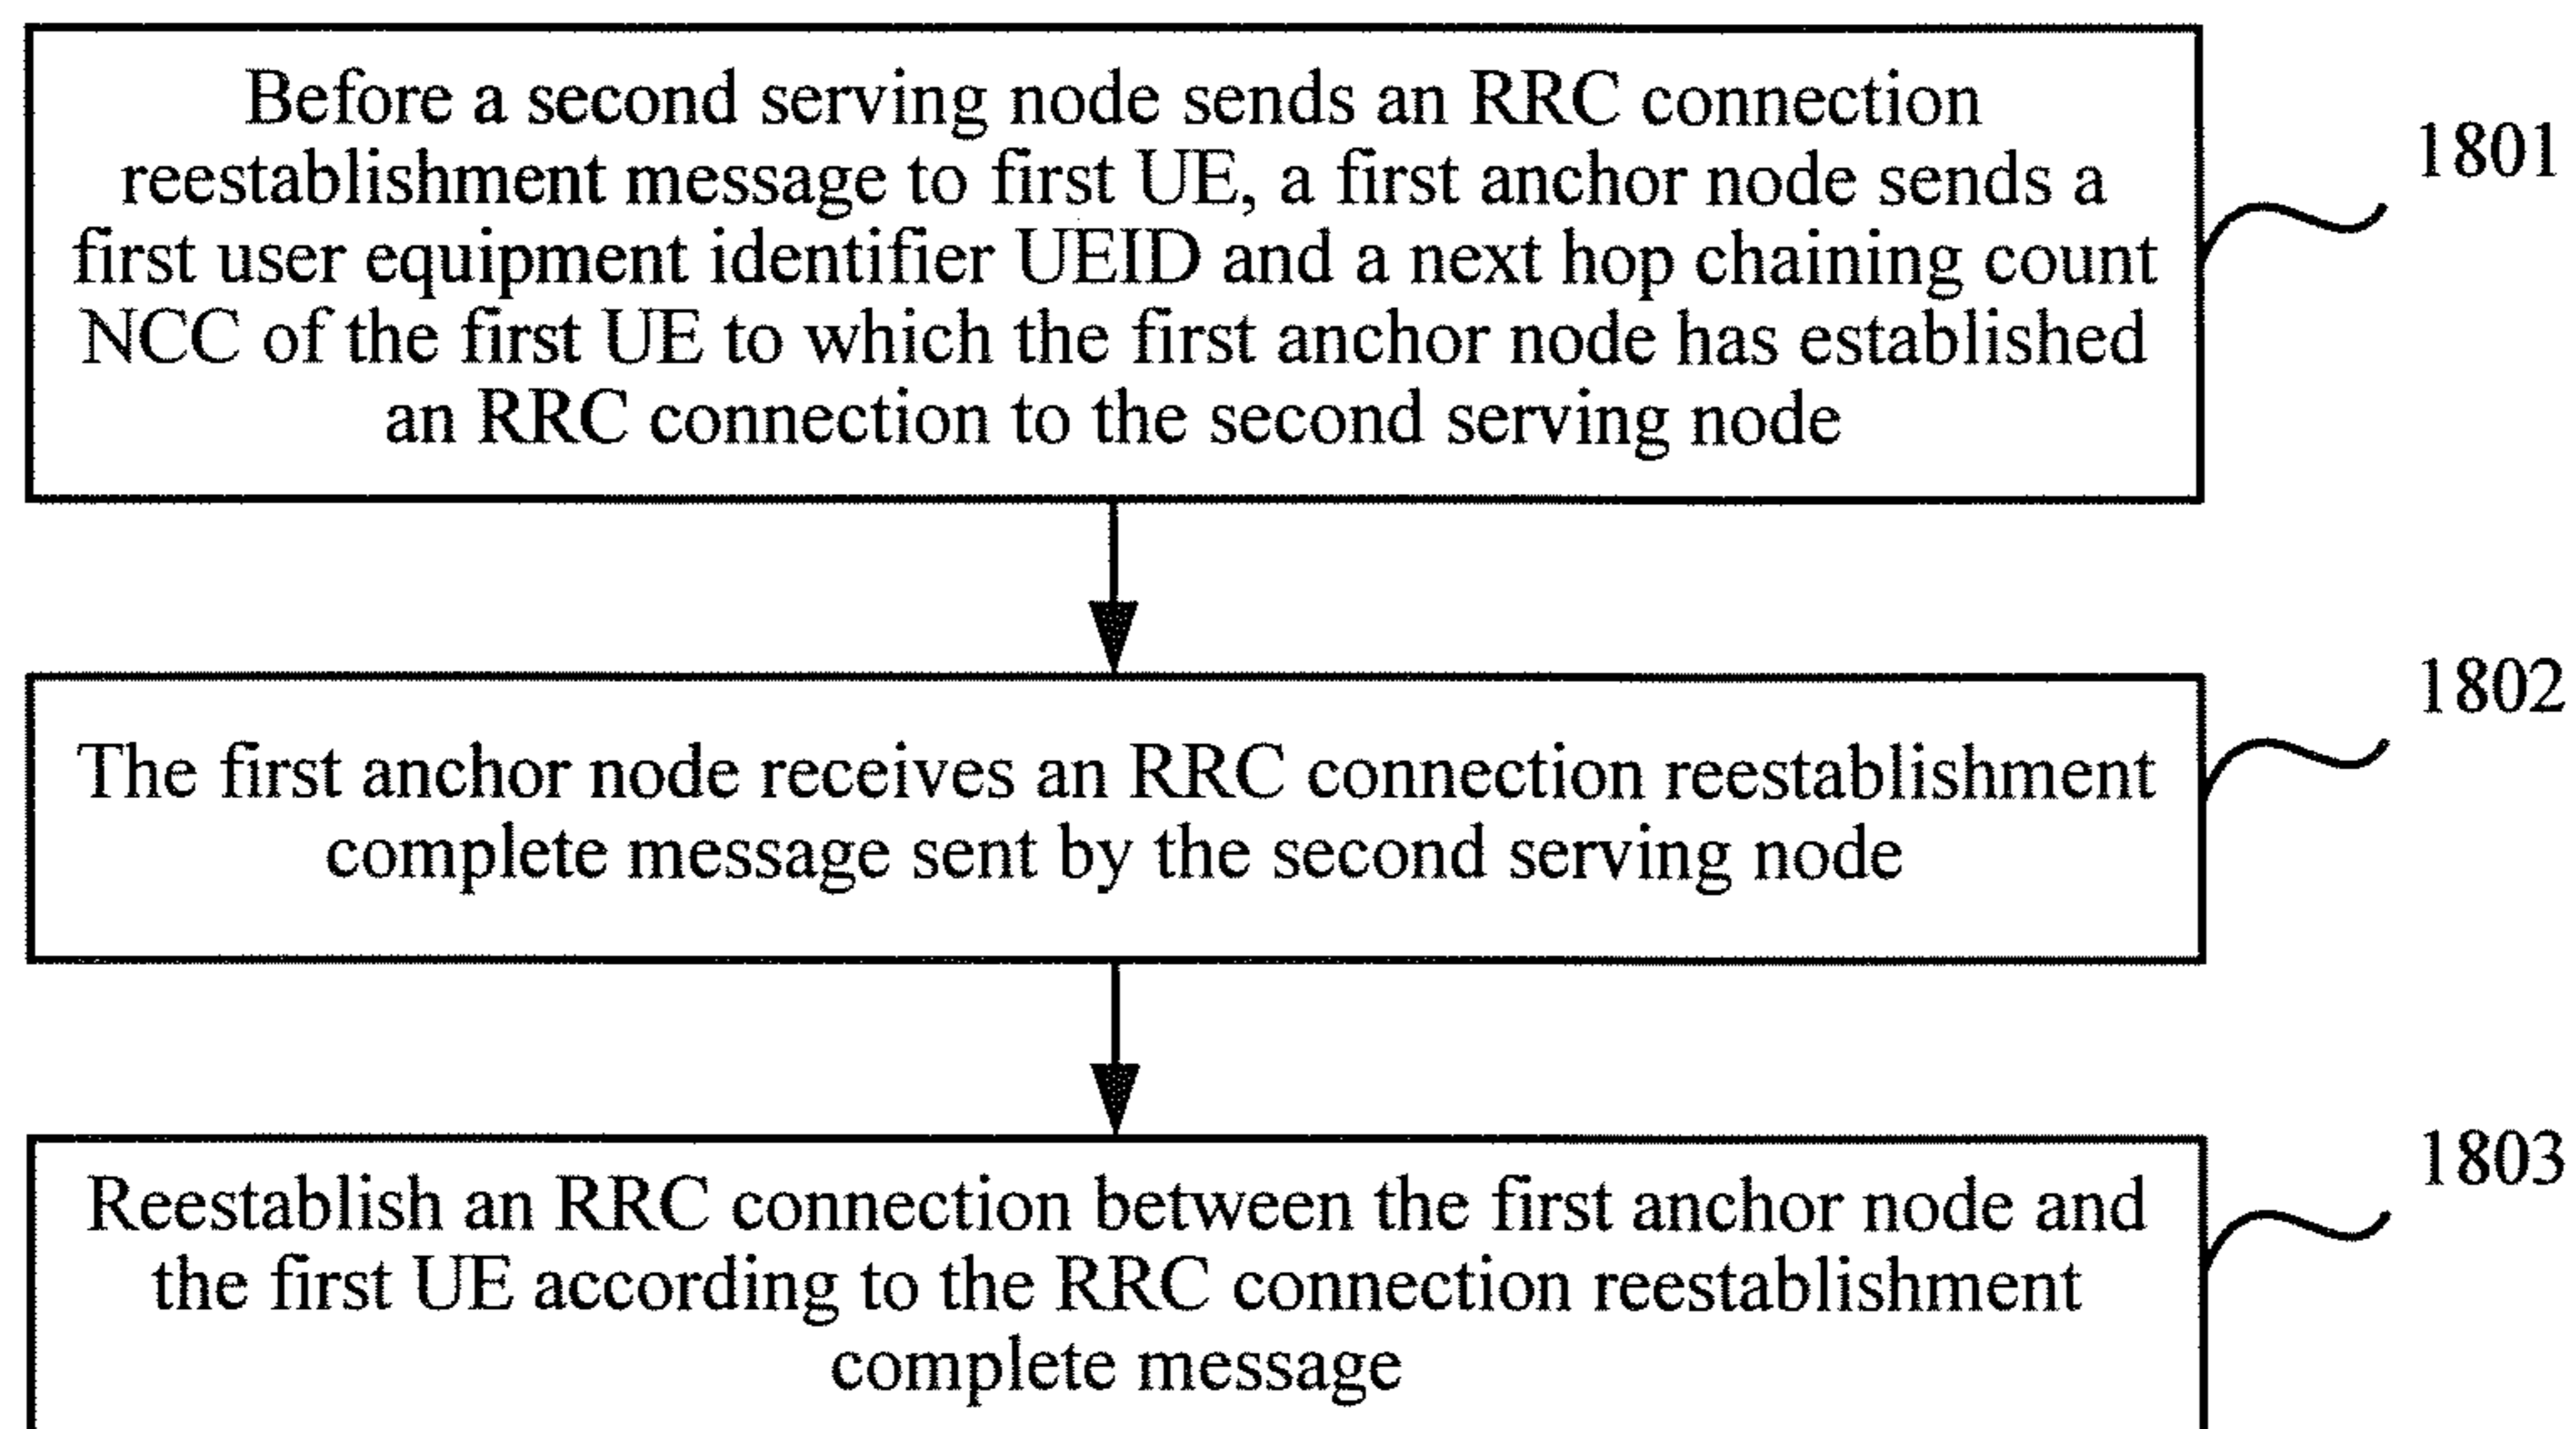 Before a second serving node sends an RRC connection
reestablishment message to first UE, a first anchor node sends a
first user equipment identifier UEID and a next hop chaining count
NCC of the first UE to which the first anchor node has established
an RRC connection to the second serving node
1801
The first anchor node receives an RRC connection reestablishment
complete message sent by the second serving node
1802
Reestablish an RRC connection between the first anchor node and
the first UE according to the RRC connection reestablishment
complete message
1803